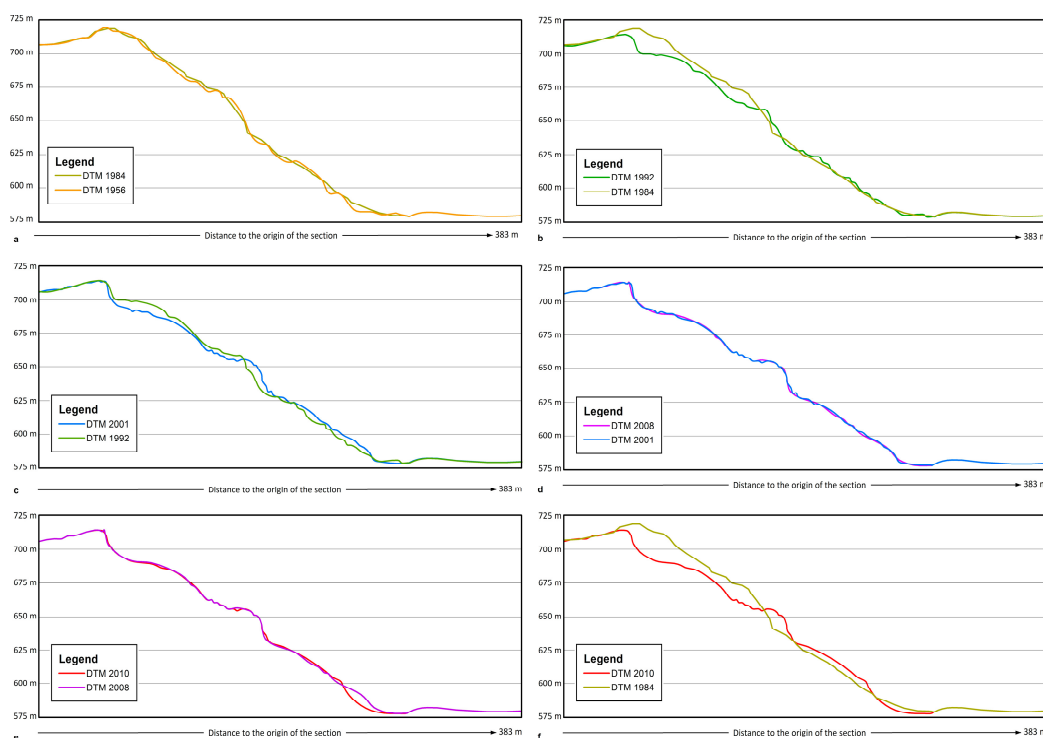 725 m
700 m
675 m
650 m
625 m
600 m
575 m
Legend
DTM 1984
DTM 1956
a
Distance to the origin of the section
383 m
725 m
700 m
675 m
650 m
625 m
600 m
575 m
Legend
DTM 1992
DTM 1984
b
Distance to the origin of the section
383 m
725 m
700 m
675 m
650 m
625 m
600 m
575 m
Legend
DTM 2001
DTM 1992
c
Distance to the origin of the section
383 m
725 m
700 m
675 m
650 m
625 m
600 m
575 m
Legend
DTM 2008
DTM 2001
d
Distance to the origin of the section
383 m
725 m
700 m
675 m
650 m
625 m
600 m
575 m
Legend
DTM 2010
DTM 2008
Distance to the origin of the section
383 m
725 m
700 m
675 m
650 m
625 m
600 m
575 m
Legend
DTM 2010
DTM 1984
f
Distance to the origin of the section
383 m